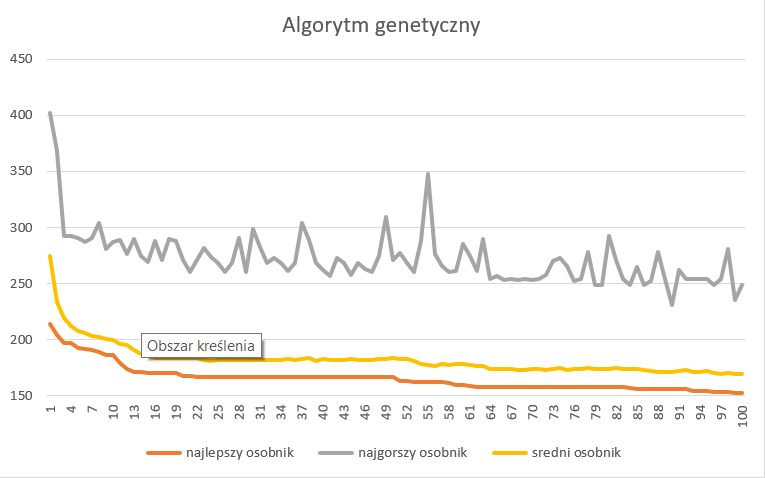 Algorytm genetyczny
450
400
350
300
250
200
150
Obszar kreślenia
1 4 7 10 13 16 19 22 25 28 31 34 37 40 43 46 49 52 55 58 61 64 67 70 73 76 79 82 85 88 91 94 97 100
najlepszy osobnik najgorszy osobnik sredni osobnik